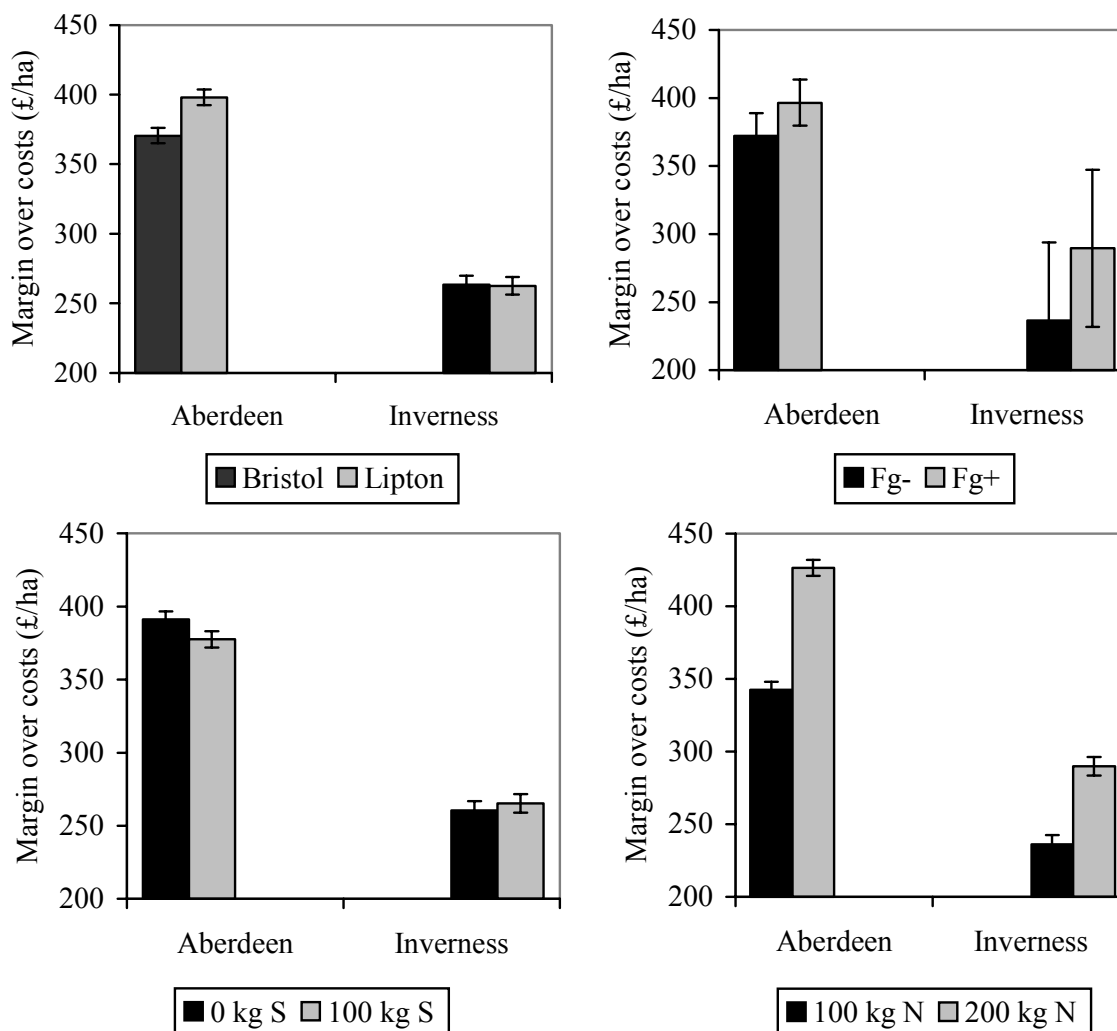 Margin over costs (£/ha)
450
400
350
300
250
200
Aberdeen Inverness
Bristol Lipton
Margin over costs (£/ha)
450
400
350
300
250
200
Aberdeen Inverness
Fg- Fg+
Margin over costs (£/ha)
450
400
350
300
250
200
Aberdeen Inverness
0 kg S 100 kg S
Margin over costs (£/ha)
450
400
350
300
250
200
Aberdeen Inverness
100 kg N 200 kg N